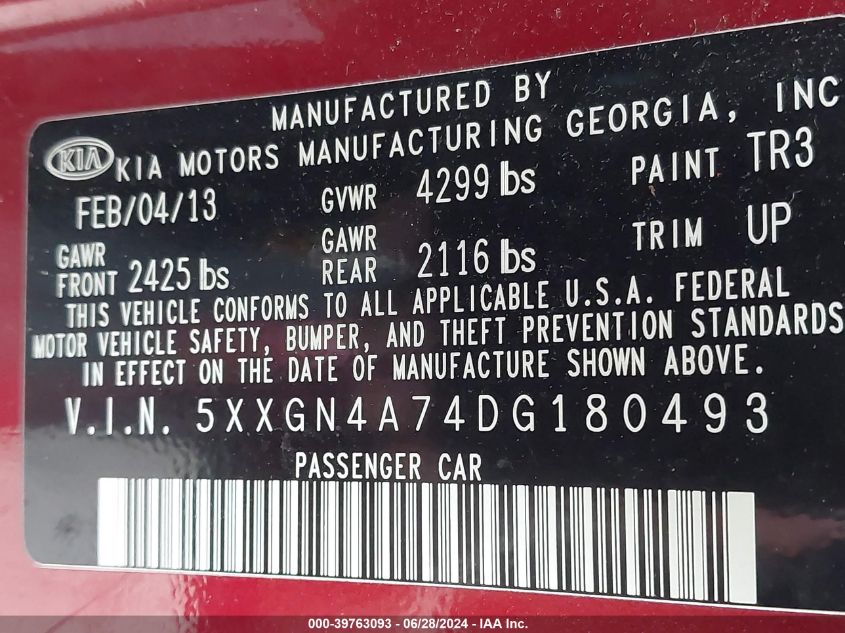 MANUFACTURED BY
KIA KIA MOTORS MANUFACTURING GEORGIA, INC
FEB/04/13 GVWR 4299 lbs PAINT TR3
GAWR FRONT 2425 lbs GAWR REAR 2116 lbs TRIM UP
THIS VEHICLE CONFORMS TO ALL APPLICABLE U.S.A. FEDERAL
MOTOR VEHICLE SAFETY, BUMPER, AND THEFT PREVENTION STANDARDS
IN EFFECT ON THE DATE OF MANUFACTURE SHOWN ABOVE.
V.I.N. 5XXGN4A74DG180493
PASSENGER CAR
000-39763093 - 06/28/2024 - IAA Inc.